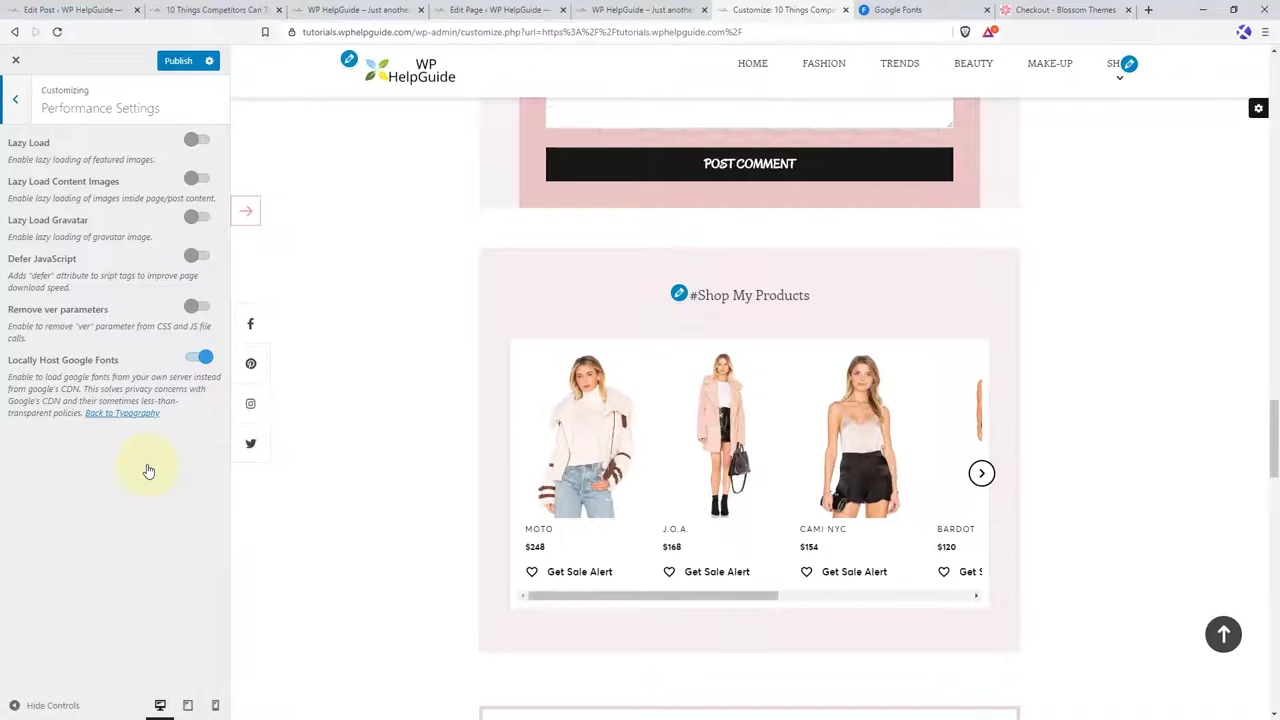 Edit Post ‹ WP HelpGuide —
10 Things Competitors Can T
WP HelpGuide – Just anothe
Edit Page ‹ WP HelpGuide —
WP HelpGuide – Just anothe
Customize: 10 Things Compe
Google Fonts
Checkout - Blossom Themes
tutorials.wphelpguide.com/wp-admin/customize.php?url=https%3A%2F%2Ftutorials.wphelpguide.com%2F
Publish
Customizing
Performance Settings
Lazy Load
Enable lazy loading of featured images.
Lazy Load Content Images
Enable lazy loading of images inside page/post content.
Lazy Load Gravatar
Enable lazy loading of gravatar image.
Defer JavaScript
Adds "defer" attribute to sript tags to improve page
download speed.
Remove ver parameters
Enable to remove "ver" parameter from CSS and JS file
calls.
Locally Host Google Fonts
Enable to load google fonts from your own server instead
from google's CDN. This solves privacy concerns with
Google's CDN and their sometimes less-than-
transparent policies. Back to Typography
Hide Controls
WP
HelpGuide
HOME
FASHION
TRENDS
BEAUTY
MAKE-UP
SH
POST COMMENT
#Shop My Products
MOTO
$248
Get Sale Alert
J.O.A.
$168
Get Sale Alert
CAMI NYC
$154
Get Sale Alert
BARDOT
$120
Get S